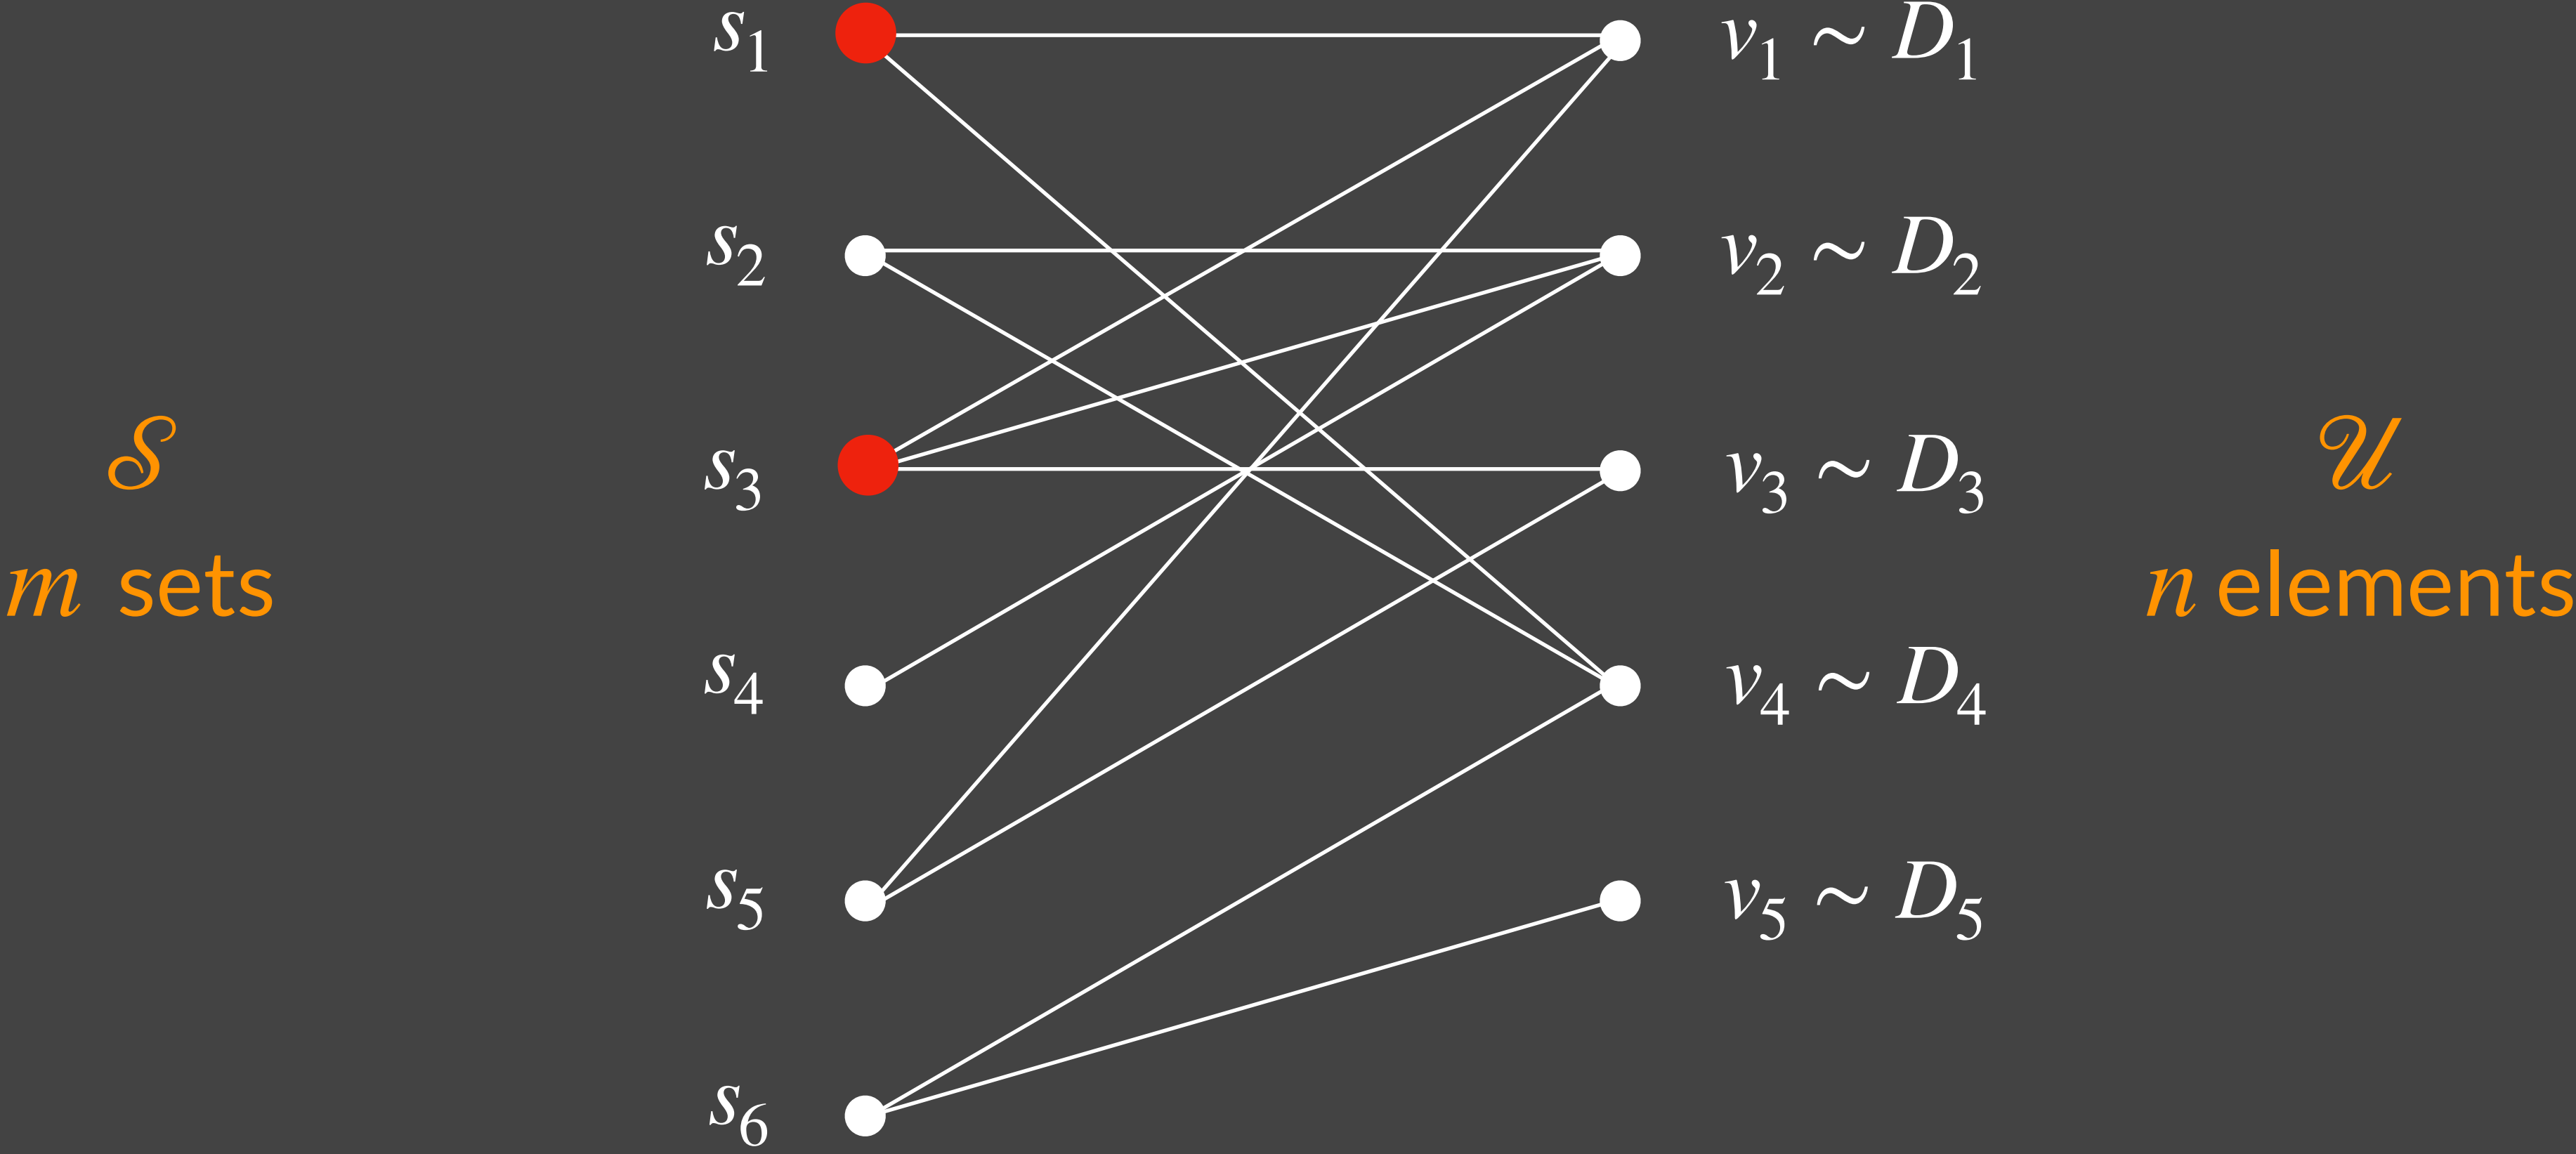 s₁
v₁ ~ D₁
s₂
v₂ ~ D₂
𝒮
s₃
v₃ ~ D₃
𝒰
m sets
n elements
s₄
v₄ ~ D₄
s₅
v₅ ~ D₅
s₆